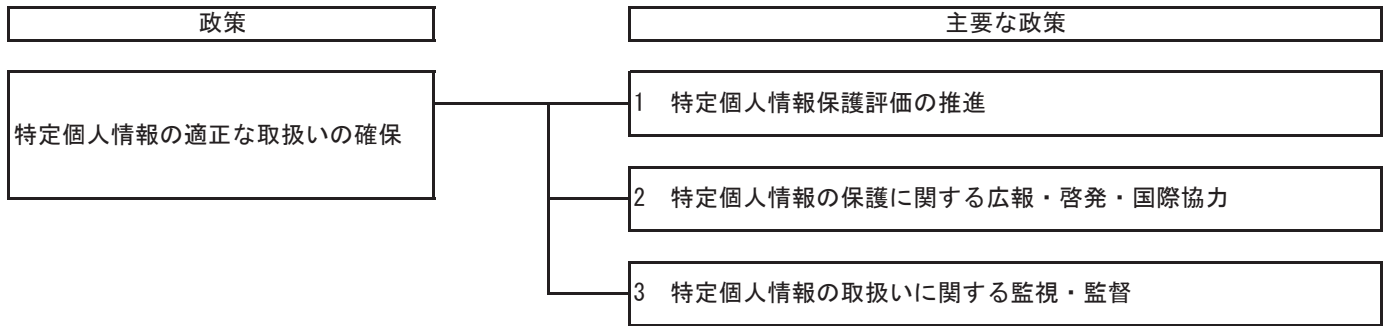 政策
主要な政策
特定個人情報の適正な取扱いの確保
1 特定個人情報保護評価の推進
2 特定個人情報の保護に関する広報・啓発・国際協力
3 特定個人情報の取扱いに関する監視・監督